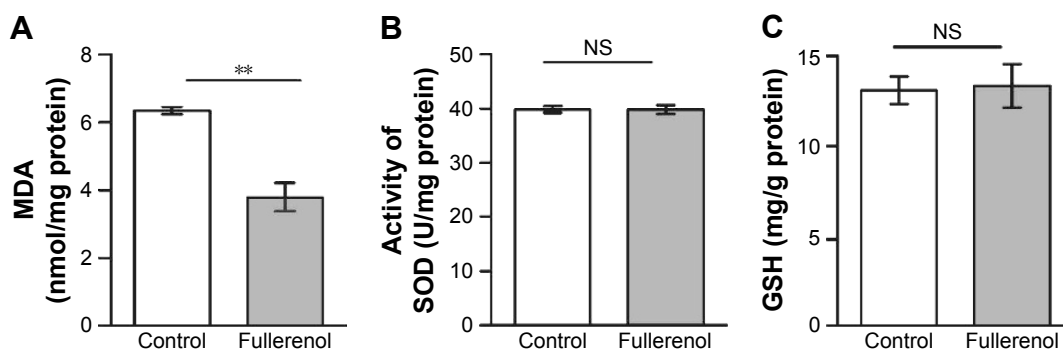 A
MDA
(nmol/mg protein)
8
6
4
2
0
**
Control
Fullerenol
B
Activity of
SOD (U/mg protein)
50
40
30
20
10
0
NS
Control
Fullerenol
C
GSH (mg/g protein)
15
10
5
0
NS
Control
Fullerenol